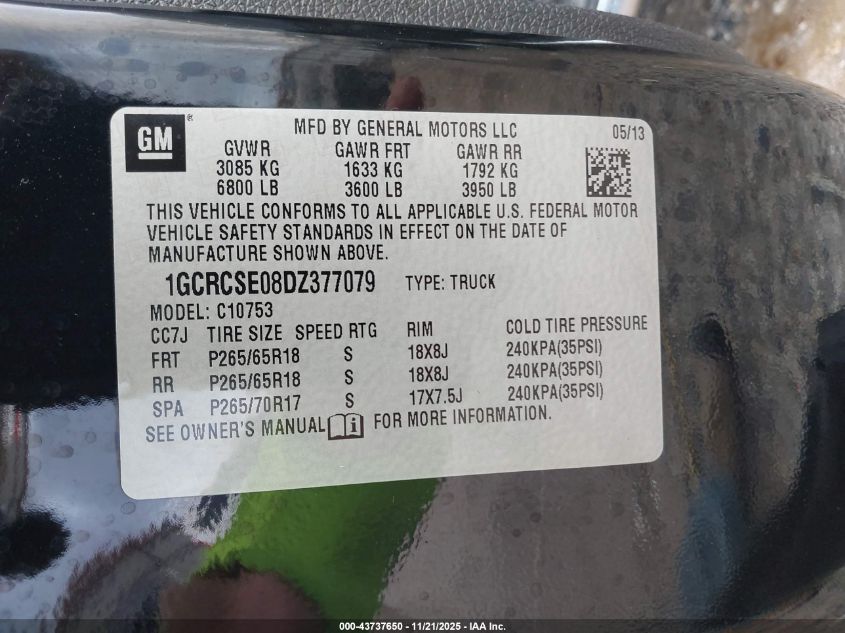 GM
MFD BY GENERAL MOTORS LLC 05/13
GVWR GAWR FRT GAWR RR
3085 KG 1633 KG 1792 KG
6800 LB 3600 LB 3950 LB
THIS VEHICLE CONFORMS TO ALL APPLICABLE U.S. FEDERAL MOTOR
VEHICLE SAFETY STANDARDS IN EFFECT ON THE DATE OF
MANUFACTURE SHOWN ABOVE.
1GCRCSE08DZ377079 TYPE: TRUCK
MODEL: C10753
CC7J TIRE SIZE SPEED RTG RIM COLD TIRE PRESSURE
FRT P265/65R18 S 18X8J 240KPA(35PSI)
RR P265/65R18 S 18X8J 240KPA(35PSI)
SPA P265/70R17 S 17X7.5J 240KPA(35PSI)
SEE OWNER'S MANUAL i FOR MORE INFORMATION.
000-43737650 - 11/21/2025 - IAA Inc.